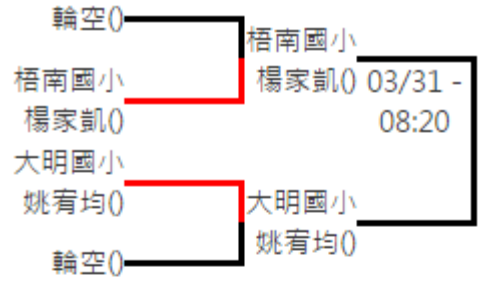 輪空()
梧南國小
楊家凱()
大明國小
姚宥均()
輪空()
梧南國小
楊家凱()
大明國小
姚宥均()
03/31 -
08:20